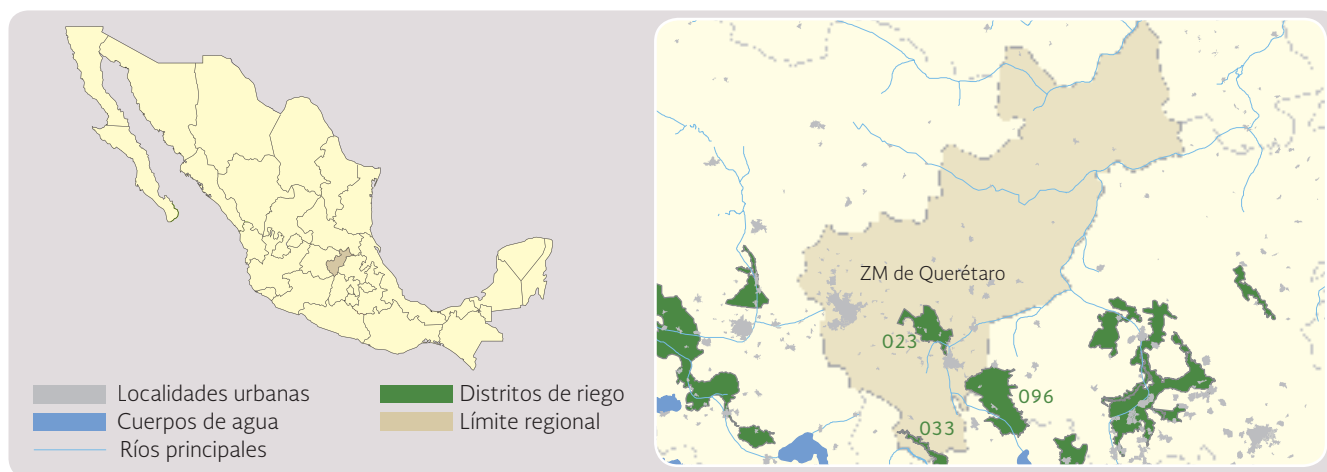 Localidades urbanas
Cuerpos de agua
Ríos principales
Distritos de riego
Límite regional
ZM de Querétaro
023
096
033